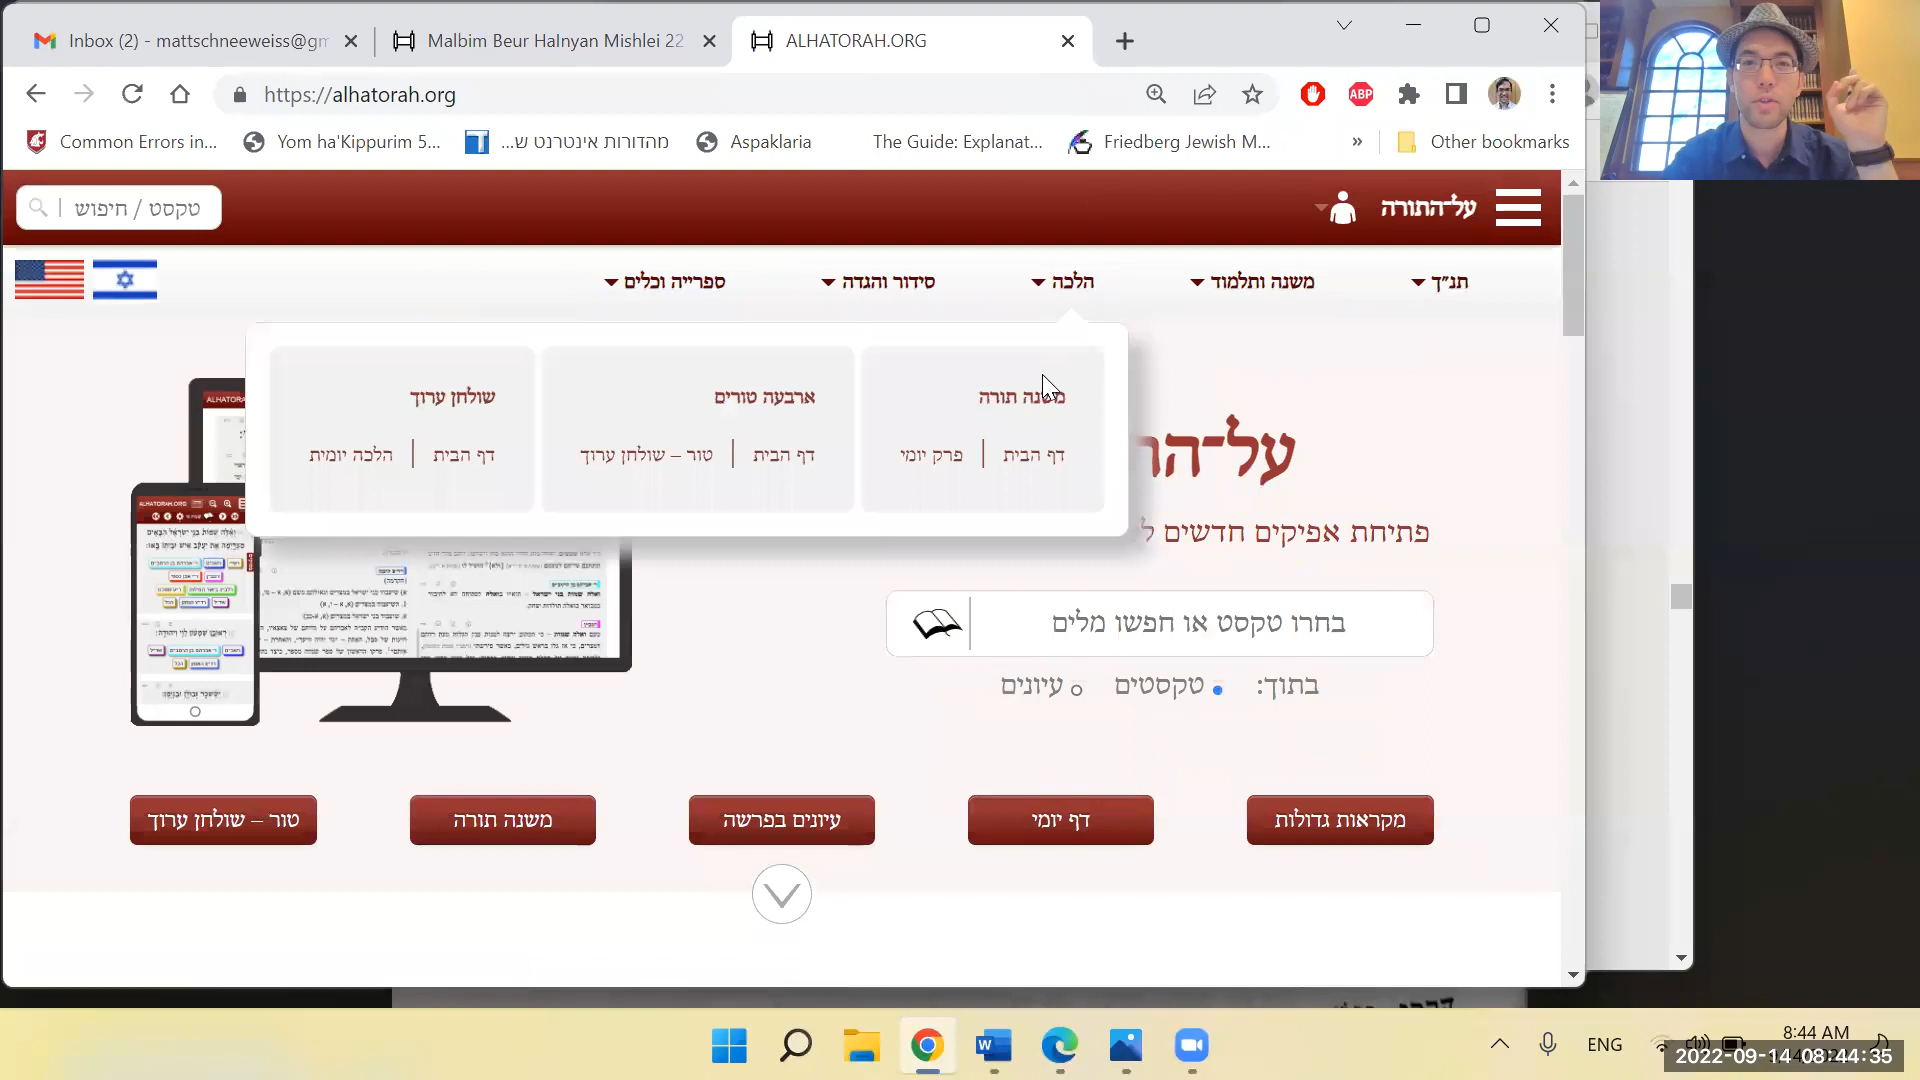 Inbox (2) - mattschneeweiss@gm
Malbim Beur HaInyan Mishlei 22
ALHATORAH.ORG
https://alhatorah.org
Common Errors in...
Yom ha'Kippurim 5...
מהדורות אינטרנט ש...
Aspaklaria
The Guide: Explanat...
Friedberg Jewish M...
»
Other bookmarks
ABP
על־התורה
טקסט / חיפוש
תנ״ך
משנה ותלמוד
הלכה
סידור והגדה
ספרייה וכלים
משנה תורה
ארבעה טורים
שולחן ערוך
דף הבית | פרק יומי
דף הבית | טור – שולחן ערוך
דף הבית | הלכה יומית
פתיחת אפיקים חדשים
בחרו טקסט או חפשו מלים
בתוך: טקסטים עיונים
מקראות גדולות
דף יומי
עיונים בפרשה
משנה תורה
טור – שולחן ערוך
ENG
8:44 AM
2022-09-14 08:44:35